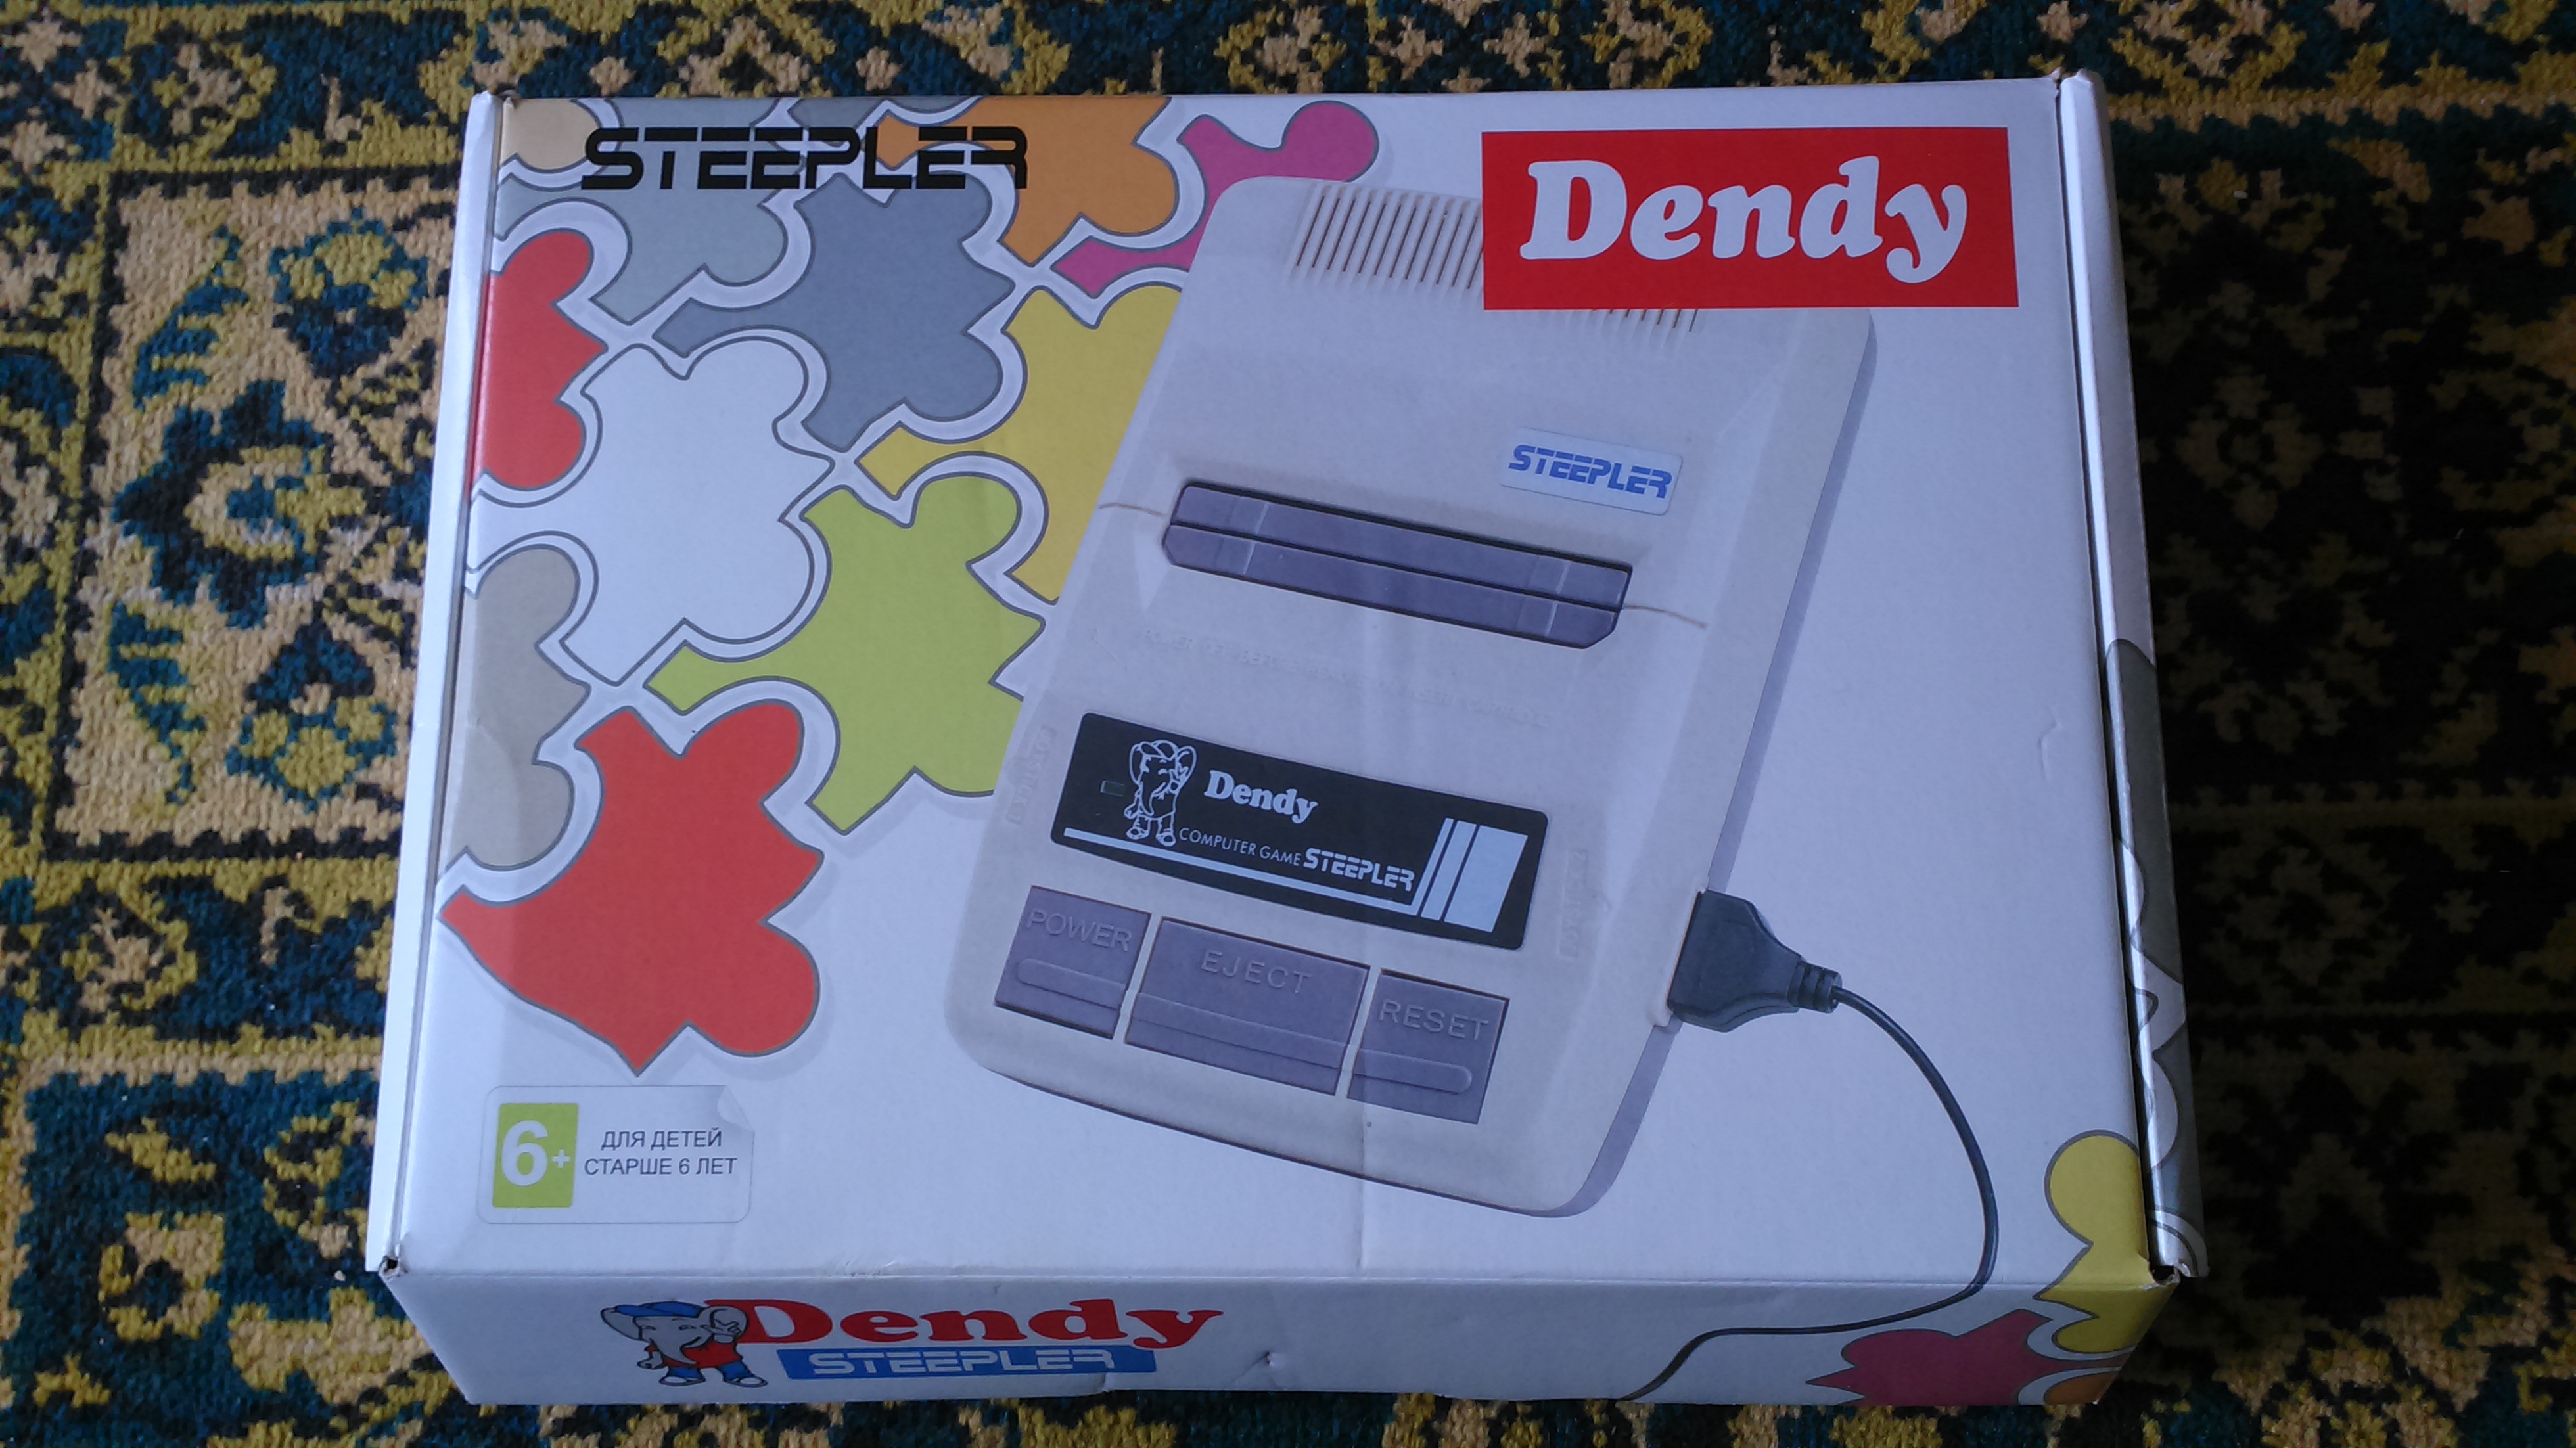 STEEPLER
Dendy
STEEPLER
Dendy
COMPUTER GAME STEEPLER
POWER
EJECT
RESET
6+
ДЛЯ ДЕТЕЙ
СТАРШЕ 6 ЛЕТ
Dendy
STEEPLER